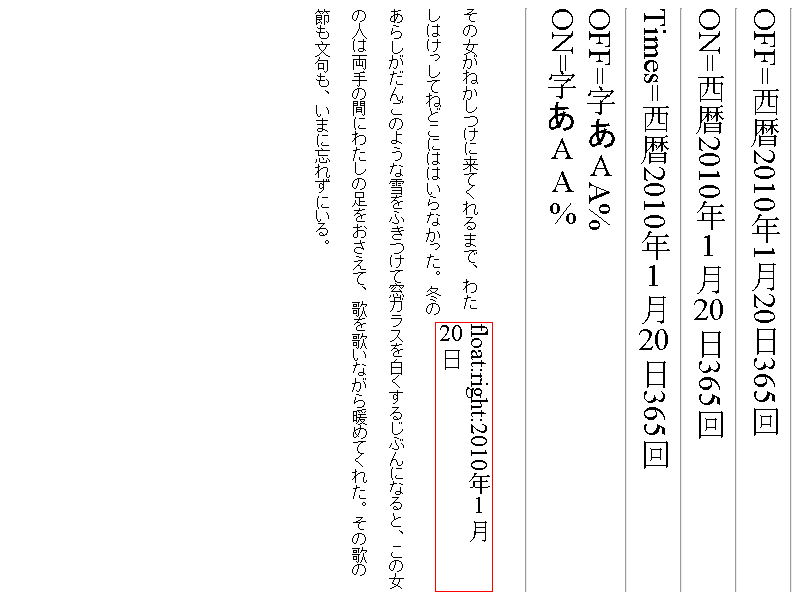 OFF=西暦2010年1月20日365回
ON=西暦2010年1月20日365回
Times=西暦2010年1月20日365回
OFF=字あAA%
ON=字あAA%
float:right:2010年1月
20日
その女がねかしつけに来てくれるまで、わた
しはけっしてねどこにははいらなかった。冬の
あらしがだんごのような雪をふきつけて窓ガラスを白くするじぶんになると、この女
の人は両手の間にわたしの足をおさえて、歌を歌いながら暖めてくれた。その歌の
節も文句も、いまに忘れずにいる。